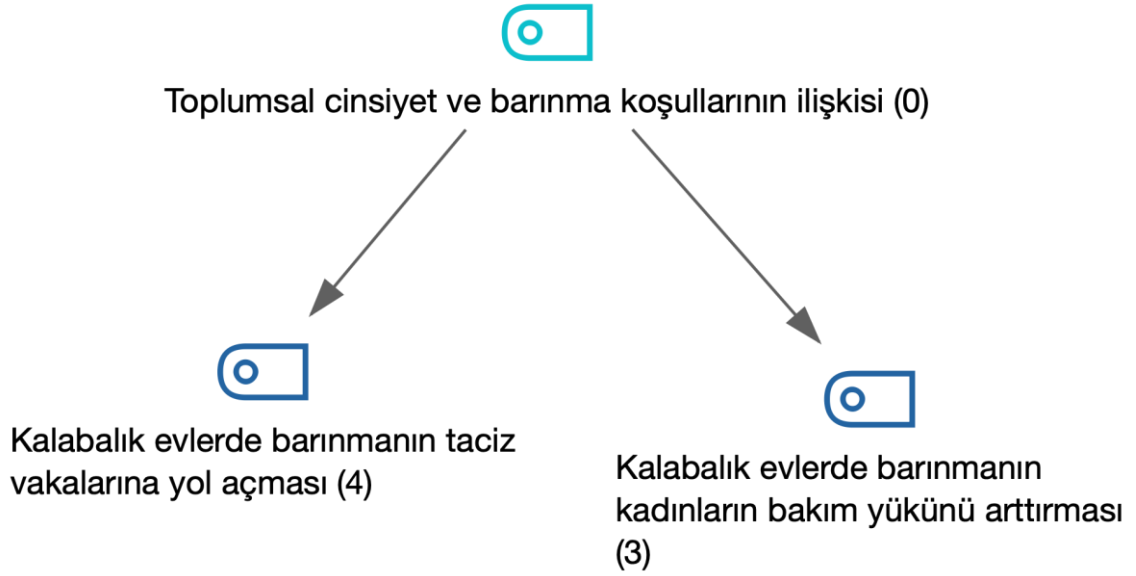 Toplumsal cinsiyet ve barınma koşullarının ilişkisi (0)
Kalabalık evlerde barınmanın taciz
vakalarına yol açması (4)
Kalabalık evlerde barınmanın
kadınların bakım yükünü arttırması
(3)